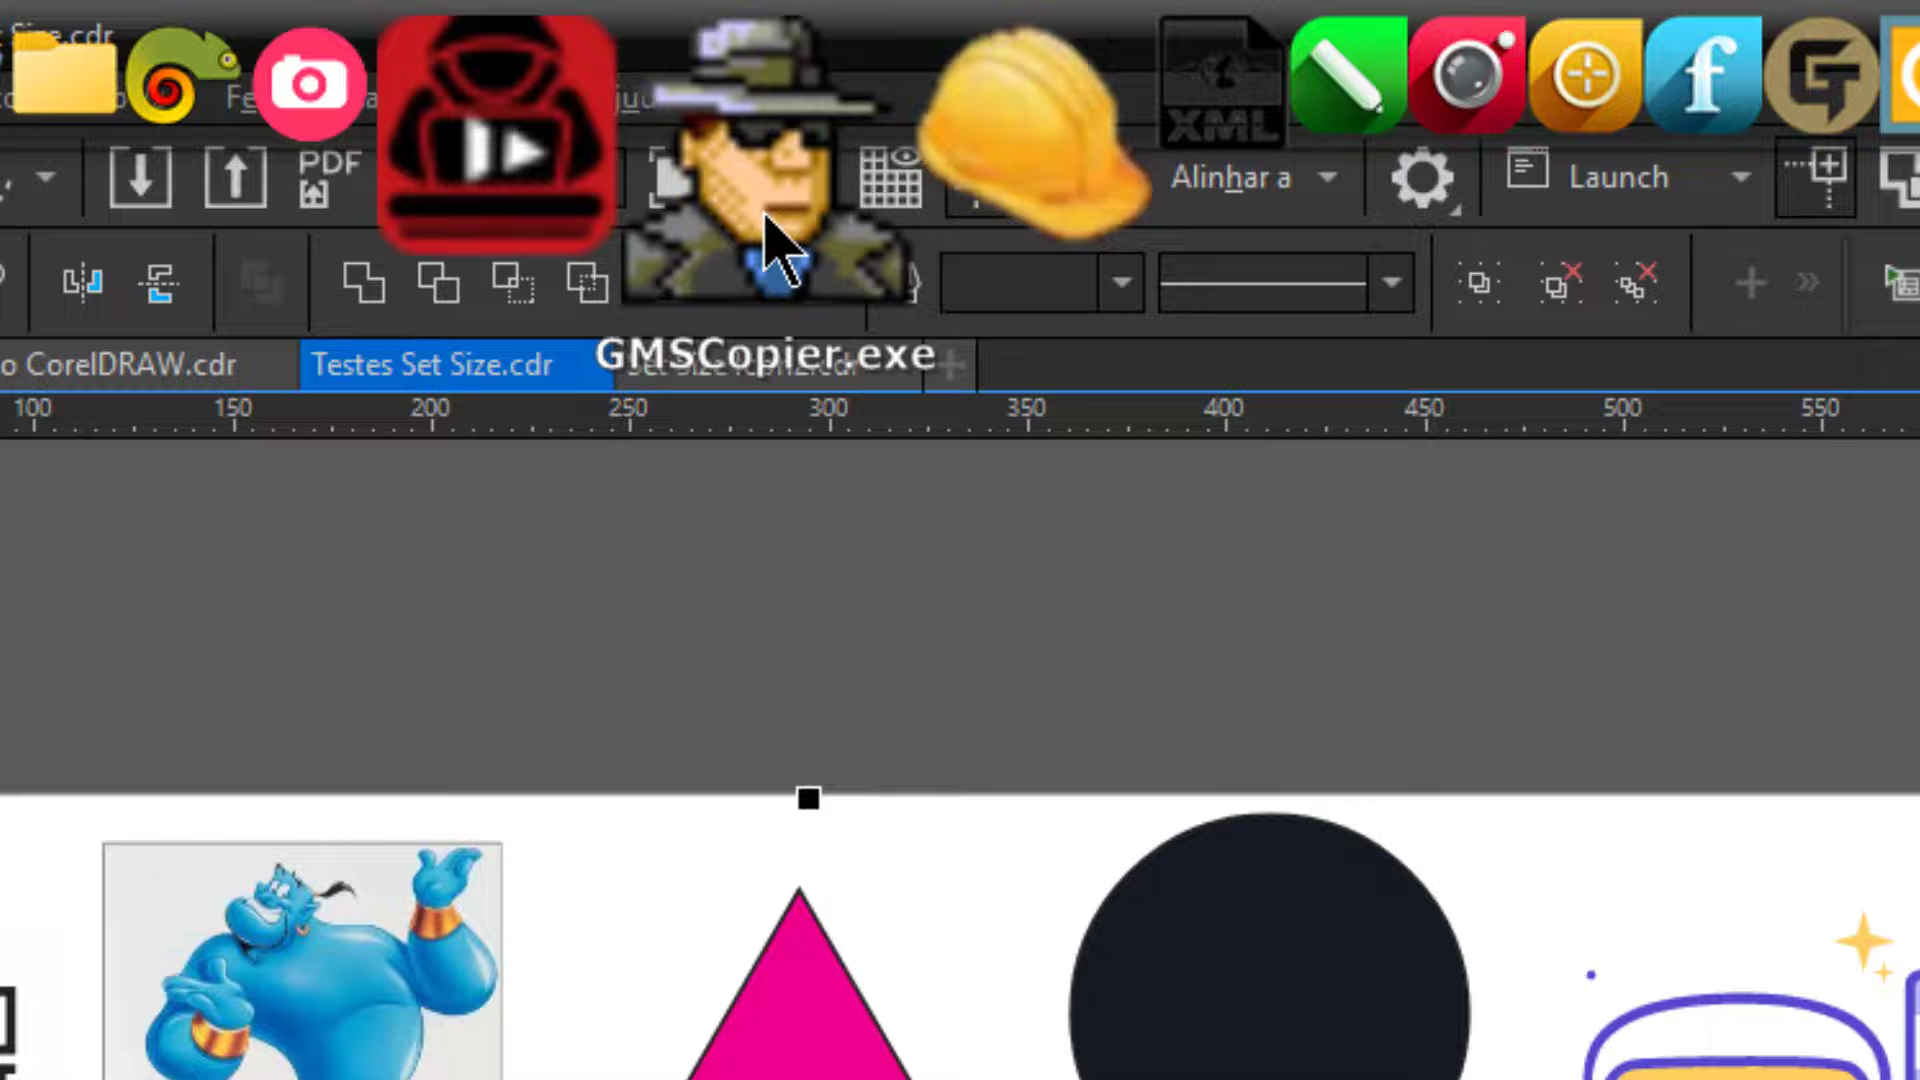 Size.cdr
XML
PDF
Alinhar a
Launch
o CorelDRAW.cdr
Testes Set Size.cdr
GMSCopier.exe
100 150 200 250 300 350 400 450 500 550